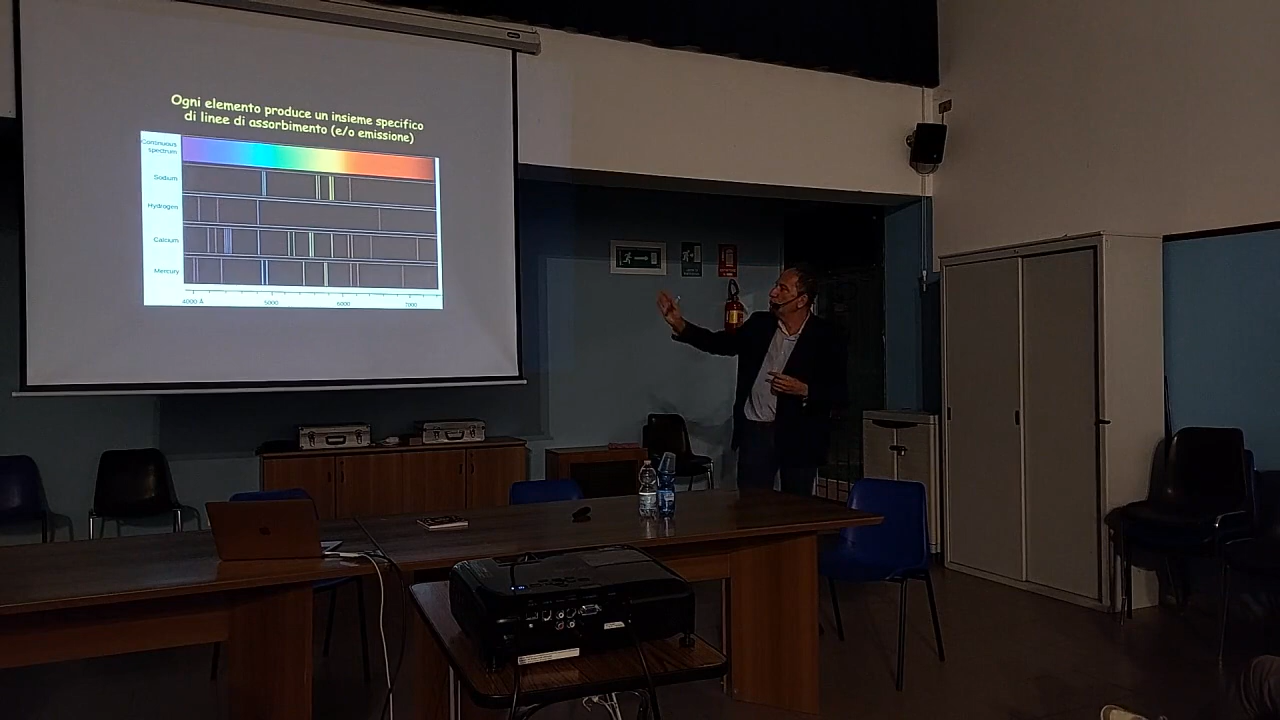 Ogni elemento produce un insieme specifico
di linee di assorbimento (e/o emissione)
Continuous
spectrum
Sodium
Hydrogen
Calcium
Mercury
4000 Å 5000 6000 7000